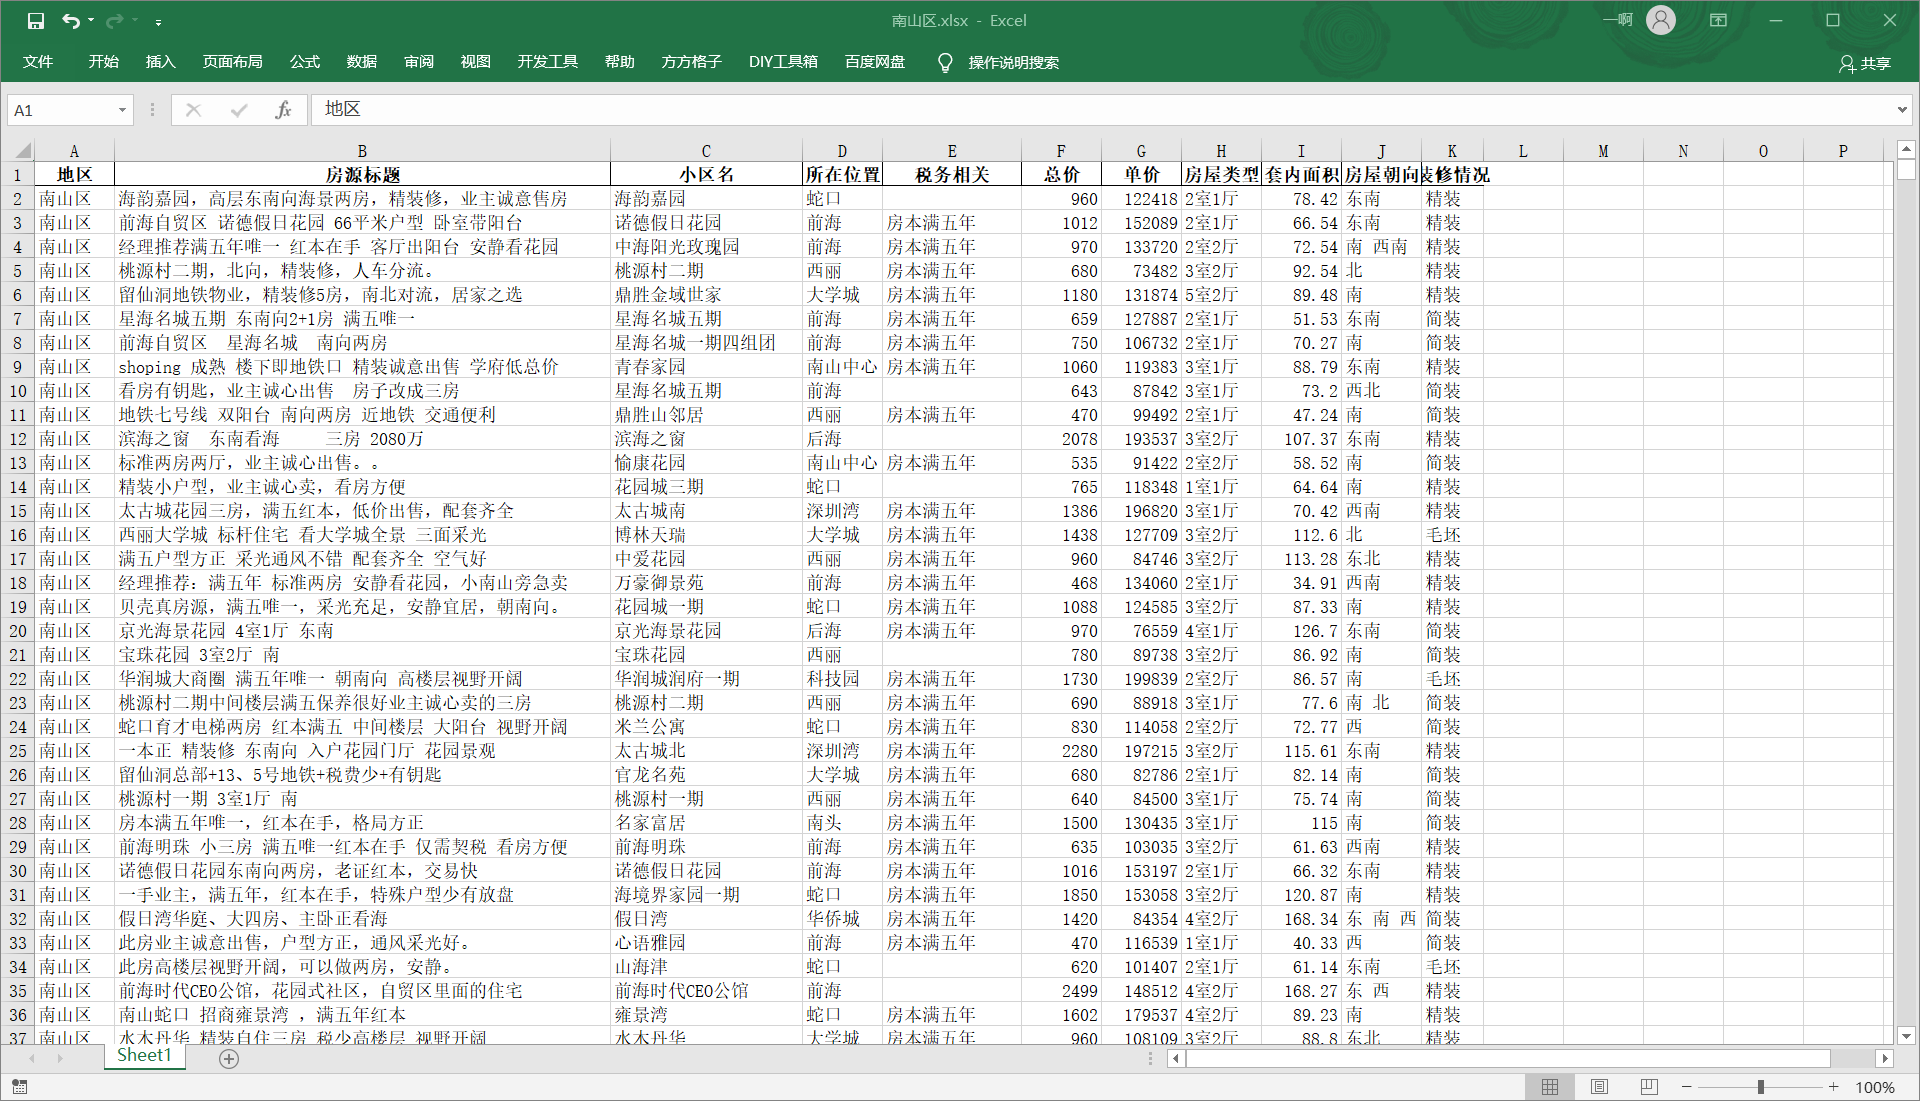 南山区.xlsx - Excel
一啊
文件 开始 插入 页面布局 公式 数据 审阅 视图 开发工具 帮助 方方格子 DIY工具箱 百度网盘 操作说明搜索 共享
A1 fx 地区
A B C D E F G H I J K L M N O P
1 地区 房源标题 小区名 所在位置 税务相关 总价 单价 房屋类型 套内面积 房屋朝向 装修情况
2 南山区 海韵嘉园，高层东南向海景两房，精装修，业主诚意售房 海韵嘉园 蛇口 960 122418 2室1厅 78.42 东南 精装
3 南山区 前海自贸区 诺德假日花园 66平米户型 卧室带阳台 诺德假日花园 前海 房本满五年 1012 152089 2室1厅 66.54 东南 精装
4 南山区 经理推荐满五年唯一 红本在手 客厅出阳台 安静看花园 中海阳光玫瑰园 前海 房本满五年 970 133720 2室2厅 72.54 南 西南 精装
5 南山区 桃源村二期，北向，精装修，人车分流。 桃源村二期 西丽 房本满五年 680 73482 3室2厅 92.54 北 精装
6 南山区 留仙洞地铁物业，精装修5房，南北对流，居家之选 鼎胜金域世家 大学城 房本满五年 1180 131874 5室2厅 89.48 南 精装
7 南山区 星海名城五期 东南向2+1房 满五唯一 星海名城五期 前海 房本满五年 659 127887 2室1厅 51.53 东南 简装
8 南山区 前海自贸区 星海名城 南向两房 星海名城一期四组团 前海 房本满五年 750 106732 2室1厅 70.27 南 简装
9 南山区 shoping 成熟 楼下即地铁口 精装诚意出售 学府低总价 青春家园 南山中心 房本满五年 1060 119383 3室1厅 88.79 东南 精装
10 南山区 看房有钥匙，业主诚心出售 房子改成三房 星海名城五期 前海 643 87842 3室1厅 73.2 西北 简装
11 南山区 地铁七号线 双阳台 南向两房 近地铁 交通便利 鼎胜山邻居 西丽 房本满五年 470 99492 2室1厅 47.24 南 简装
12 南山区 滨海之窗 东南看海 三房 2080万 滨海之窗 后海 2078 193537 3室2厅 107.37 东南 精装
13 南山区 标准两房两厅，业主诚心出售。。 愉康花园 南山中心 房本满五年 535 91422 2室2厅 58.52 南 简装
14 南山区 精装小户型，业主诚心卖，看房方便 花园城三期 蛇口 765 118348 1室1厅 64.64 南 精装
15 南山区 太古城花园三房，满五红本，低价出售，配套齐全 太古城南 深圳湾 房本满五年 1386 196820 3室1厅 70.42 西南 精装
16 南山区 西丽大学城 标杆住宅 看大学城全景 三面采光 博林天瑞 大学城 房本满五年 1438 127709 3室2厅 112.6 北 毛坯
17 南山区 满五户型方正 采光通风不错 配套齐全 空气好 中爱花园 西丽 房本满五年 960 84746 3室2厅 113.28 东北 精装
18 南山区 经理推荐：满五年 标准两房 安静看花园，小南山旁急卖 万豪御景苑 前海 房本满五年 468 134060 2室1厅 34.91 西南 精装
19 南山区 贝壳真房源，满五唯一，采光充足，安静宜居，朝南向。 花园城一期 蛇口 房本满五年 1088 124585 3室2厅 87.33 南 精装
20 南山区 京光海景花园 4室1厅 东南 京光海景花园 后海 房本满五年 970 76559 4室1厅 126.7 东南 简装
21 南山区 宝珠花园 3室2厅 南 宝珠花园 西丽 780 89738 3室2厅 86.92 南 简装
22 南山区 华润城大商圈 满五年唯一 朝南向 高楼层视野开阔 华润城润府一期 科技园 房本满五年 1730 199839 2室2厅 86.57 南 毛坯
23 南山区 桃源村二期中间楼层满五保养很好业主诚心卖的三房 桃源村二期 西丽 房本满五年 690 88918 3室1厅 77.6 南 北 简装
24 南山区 蛇口育才电梯两房 红本满五 中间楼层 大阳台 视野开阔 米兰公寓 蛇口 房本满五年 830 114058 2室2厅 72.77 西 简装
25 南山区 一本正 精装修 东南向 入户花园门厅 花园景观 太古城北 深圳湾 房本满五年 2280 197215 3室2厅 115.61 东南 精装
26 南山区 留仙洞总部+13、5号地铁+税费少+有钥匙 官龙名苑 大学城 房本满五年 680 82786 2室1厅 82.14 南 简装
27 南山区 桃源村一期 3室1厅 南 桃源村一期 西丽 房本满五年 640 84500 3室1厅 75.74 南 简装
28 南山区 房本满五年唯一，红本在手，格局方正 名家富居 南头 房本满五年 1500 130435 3室1厅 115 南 简装
29 南山区 前海明珠 小三房 满五唯一红本在手 仅需契税 看房方便 前海明珠 前海 房本满五年 635 103035 3室2厅 61.63 西南 精装
30 南山区 诺德假日花园东南向两房，老证红本，交易快 诺德假日花园 前海 房本满五年 1016 153197 2室1厅 66.32 东南 精装
31 南山区 一手业主，满五年，红本在手，特殊户型少有放盘 海境界家园一期 蛇口 房本满五年 1850 153058 3室2厅 120.87 南 精装
32 南山区 假日湾华庭、大四房、主卧正看海 假日湾 华侨城 房本满五年 1420 84354 4室2厅 168.34 东 南 西 简装
33 南山区 此房业主诚意出售，户型方正，通风采光好。 心语雅园 前海 房本满五年 470 116539 1室1厅 40.33 西 简装
34 南山区 此房高楼层视野开阔，可以做两房，安静。 山海津 蛇口 620 101407 2室1厅 61.14 东南 毛坯
35 南山区 前海时代CEO公馆，花园式社区，自贸区里面的住宅 前海时代CEO公馆 前海 2499 148512 4室2厅 168.27 东 西 精装
36 南山区 南山蛇口 招商雍景湾 ，满五年红本 雍景湾 蛇口 房本满五年 1602 179537 4室2厅 89.23 南 精装
37 南山区 水木丹华 精装自住三房 税少高楼层 视野开阔 水木丹华 大学城 房本满五年 960 108109 3室2厅 88.8 东北 精装
Sheet1
100%